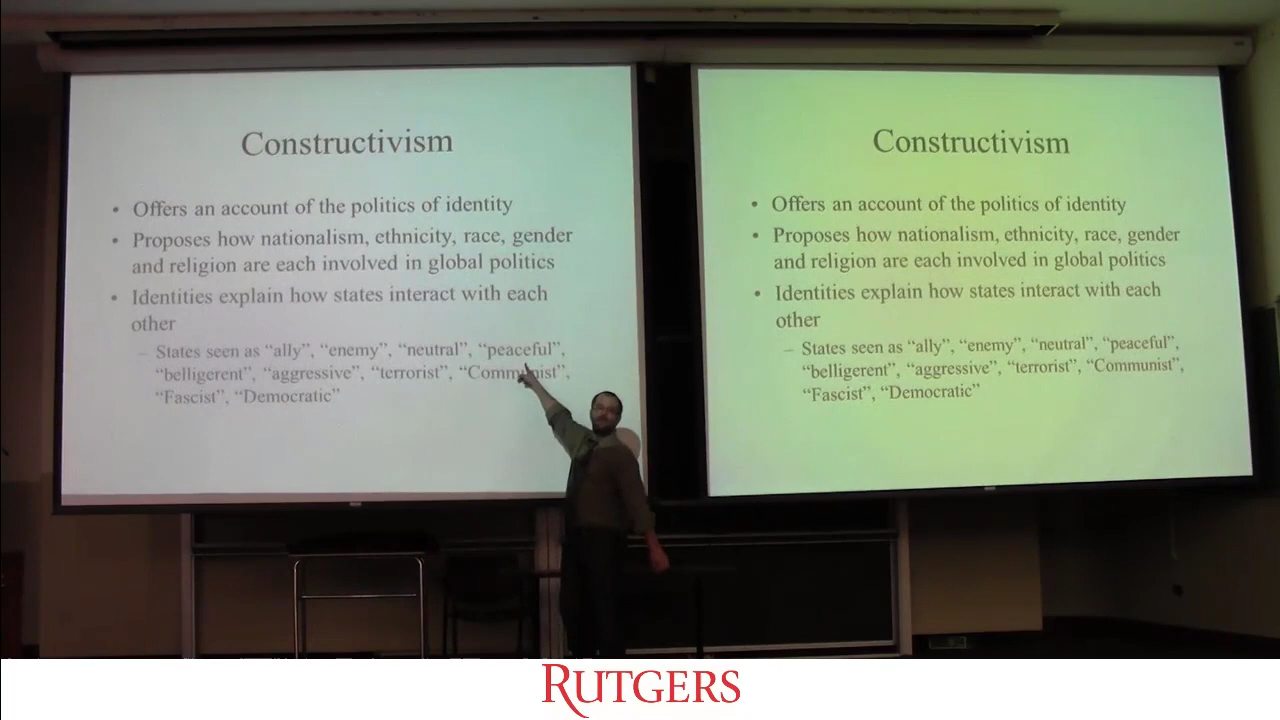 Constructivism
• Offers an account of the politics of identity
• Proposes how nationalism, ethnicity, race, gender
and religion are each involved in global politics
• Identities explain how states interact with each
other
– States seen as “ally”, “enemy”, “neutral”, “peaceful”,
“belligerent”, “aggressive”, “terrorist”, “Communist”,
“Fascist”, “Democratic”
Constructivism
• Offers an account of the politics of identity
• Proposes how nationalism, ethnicity, race, gender
and religion are each involved in global politics
• Identities explain how states interact with each
other
– States seen as “ally”, “enemy”, “neutral”, “peaceful”,
“belligerent”, “aggressive”, “terrorist”, “Communist”,
“Fascist”, “Democratic”
RUTGERS